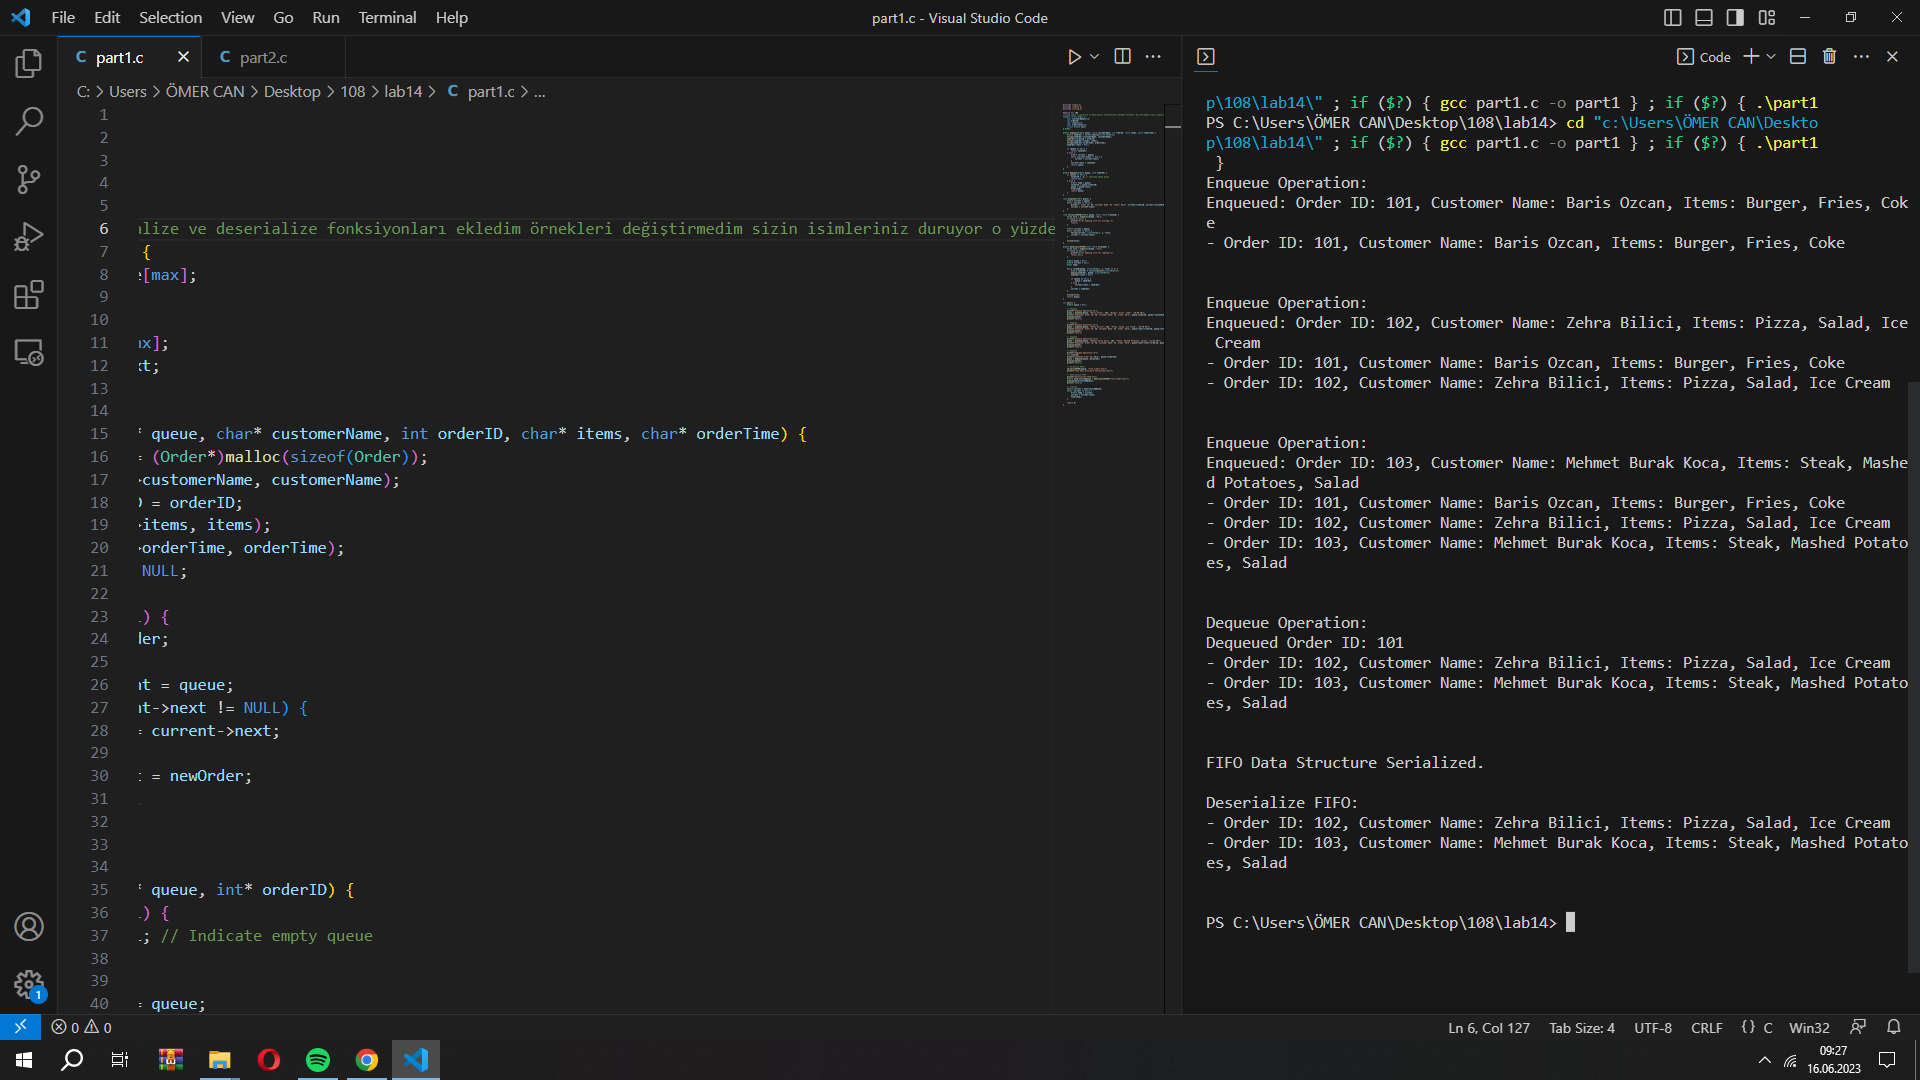 File Edit Selection View Go Run Terminal Help
part1.c - Visual Studio Code
C part1.c
C part2.c
C: > Users > ÖMER CAN > Desktop > 108 > lab14 > C part1.c > ...
1
2
3
4
5
6 alize ve deserialize fonksiyonları ekledim örnekleri değiştirmedim sizin isimleriniz duruyor o yüzde
7 {
8 e[max];
9
10
11 ax];
12 xt;
13
14
15 * queue, char* customerName, int orderID, char* items, char* orderTime) {
16 = (Order*)malloc(sizeof(Order));
17 >customerName, customerName);
18 D = orderID;
19 >items, items);
20 >orderTime, orderTime);
21 NULL;
22
23 ) {
24 der;
25
26 nt = queue;
27 nt->next != NULL) {
28 = current->next;
29
30 t = newOrder;
31
32
33
34
35 * queue, int* orderID) {
36 ) {
37 ; // Indicate empty queue
38
39
40 = queue;
Code
p\108\lab14\" ; if ($?) { gcc part1.c -o part1 } ; if ($?) { .\part1
PS C:\Users\ÖMER CAN\Desktop\108\lab14> cd "c:\Users\ÖMER CAN\Deskto
p\108\lab14\" ; if ($?) { gcc part1.c -o part1 } ; if ($?) { .\part1
}
Enqueue Operation:
Enqueued: Order ID: 101, Customer Name: Baris Ozcan, Items: Burger, Fries, Cok
e
- Order ID: 101, Customer Name: Baris Ozcan, Items: Burger, Fries, Coke
Enqueue Operation:
Enqueued: Order ID: 102, Customer Name: Zehra Bilici, Items: Pizza, Salad, Ice
Cream
- Order ID: 101, Customer Name: Baris Ozcan, Items: Burger, Fries, Coke
- Order ID: 102, Customer Name: Zehra Bilici, Items: Pizza, Salad, Ice Cream
Enqueue Operation:
Enqueued: Order ID: 103, Customer Name: Mehmet Burak Koca, Items: Steak, Mashe
d Potatoes, Salad
- Order ID: 101, Customer Name: Baris Ozcan, Items: Burger, Fries, Coke
- Order ID: 102, Customer Name: Zehra Bilici, Items: Pizza, Salad, Ice Cream
- Order ID: 103, Customer Name: Mehmet Burak Koca, Items: Steak, Mashed Potato
es, Salad
Dequeue Operation:
Dequeued Order ID: 101
- Order ID: 102, Customer Name: Zehra Bilici, Items: Pizza, Salad, Ice Cream
- Order ID: 103, Customer Name: Mehmet Burak Koca, Items: Steak, Mashed Potato
es, Salad
FIFO Data Structure Serialized.
Deserialize FIFO:
- Order ID: 102, Customer Name: Zehra Bilici, Items: Pizza, Salad, Ice Cream
- Order ID: 103, Customer Name: Mehmet Burak Koca, Items: Steak, Mashed Potato
es, Salad
PS C:\Users\ÖMER CAN\Desktop\108\lab14>
1
0 0
Ln 6, Col 127 Tab Size: 4 UTF-8 CRLF {} C Win32
09:27
16.06.2023